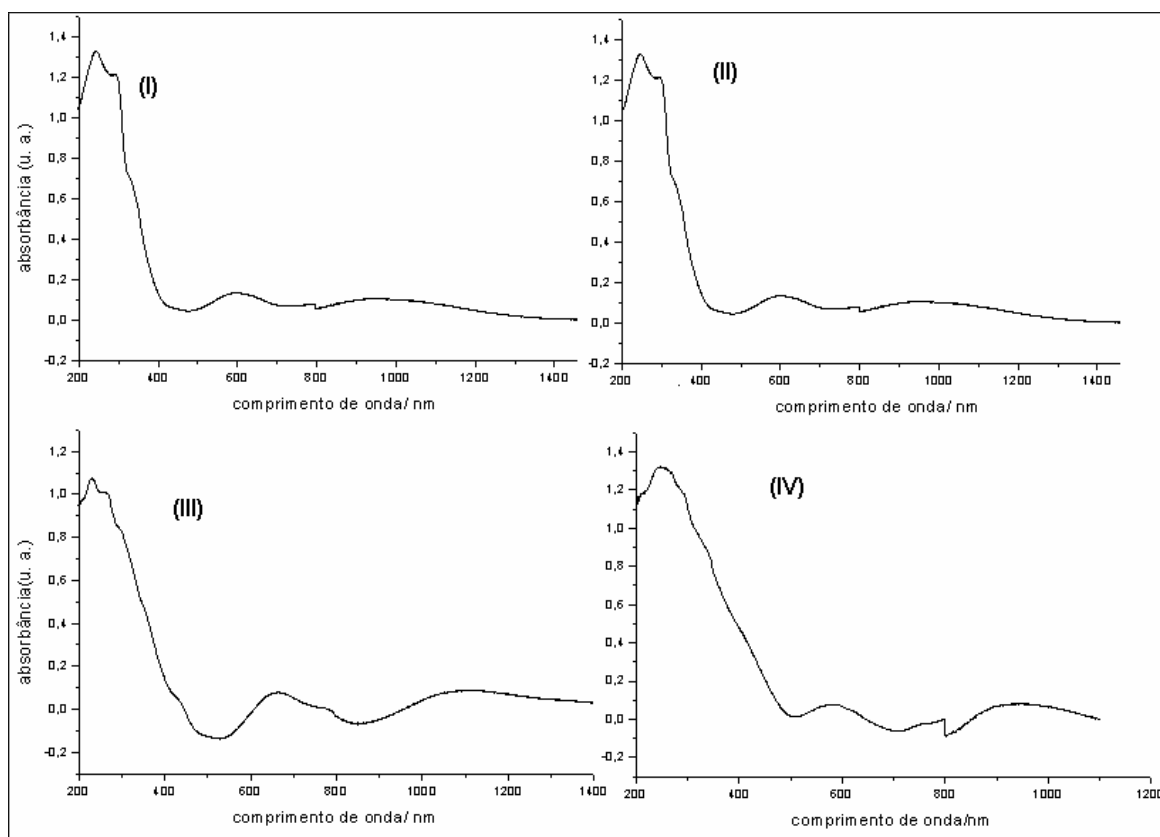 (I)
absorbância (u. a.)
1,4
1,2
1,0
0,8
0,6
0,4
0,2
0,0
-0,2
200 400 600 800 1000 1200 1400
comprimento de onda/ nm
(II)
1,4
1,2
1,0
0,8
0,6
0,4
0,2
0,0
-0,2
200 400 600 800 1000 1200 1400
comprimento de onda/ nm
(III)
absorbância(u. a.)
1,2
1,0
0,8
0,6
0,4
0,2
0,0
-0,2
200 400 600 800 1000 1200 1400
comprimento de onda/ nm
(IV)
1,4
1,2
1,0
0,8
0,6
0,4
0,2
0,0
-0,2
200 400 600 800 1000 1200
comprimento de onda/nm